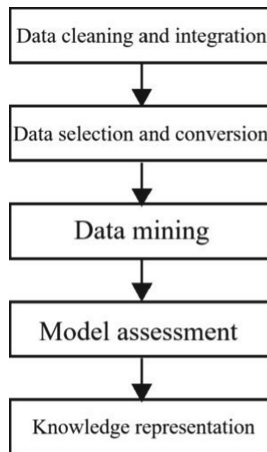 Data cleaning and integration
Data selection and conversion
Data mining
Model assessment
Knowledge representation